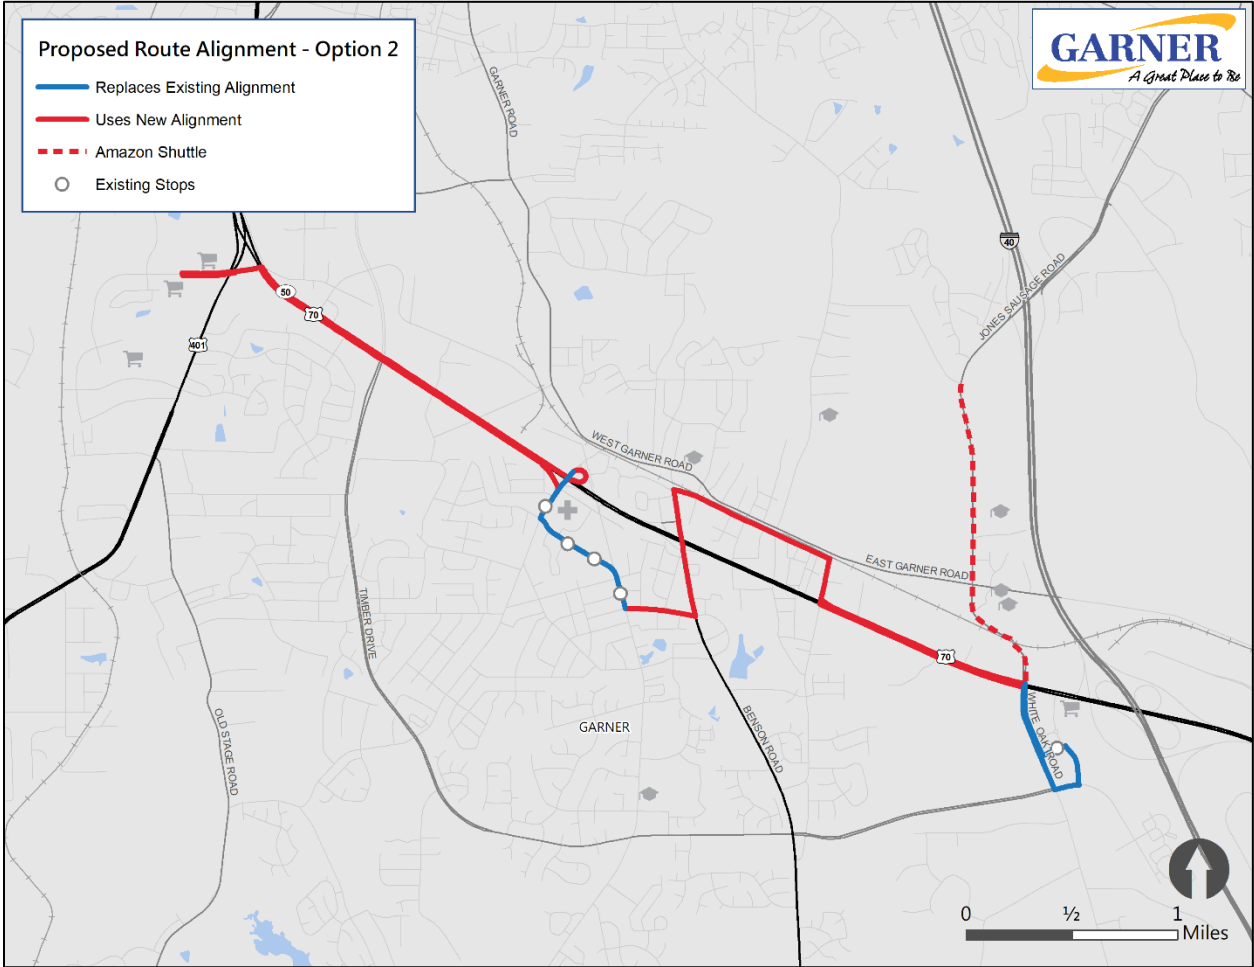 Proposed Route Alignment - Option 2
Replaces Existing Alignment
Uses New Alignment
Amazon Shuttle
Existing Stops
GARNER
A Great Place to Be
GARNER ROAD
40
JONES SAUSAGE ROAD
50
70
401
WEST GARNER ROAD
EAST GARNER ROAD
TIMBER DRIVE
70
OLD STAGE ROAD
GARNER
BENSON ROAD
WHITE OAK ROAD
0 ½ 1
Miles